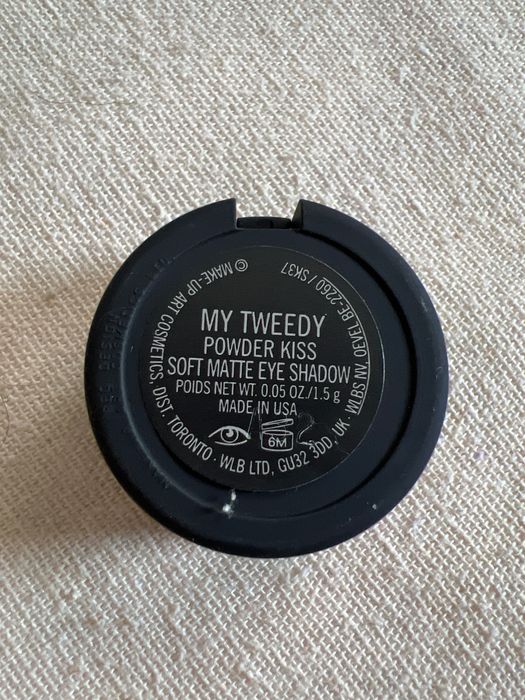 MY TWEEDY
POWDER KISS
SOFT MATTE EYE SHADOW
POIDS NET WT. 0.05 OZ./1.5 g
MADE IN USA
6M
© MAKE-UP ART COSMETICS, DIST. TORONTO · WLB LTD, GU32 3DD, UK · WLBS NV, OEVEL BE-2260 / SK37